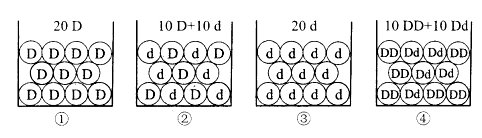 20 D 10 D+10 d 20 d 10 DD+10 Dd
D D D D d D d D d d d d DD Dd Dd DD
D D D d D d d d d DD Dd Dd
D D D D D d D d d d d d DD Dd DD DD
① ② ③ ④